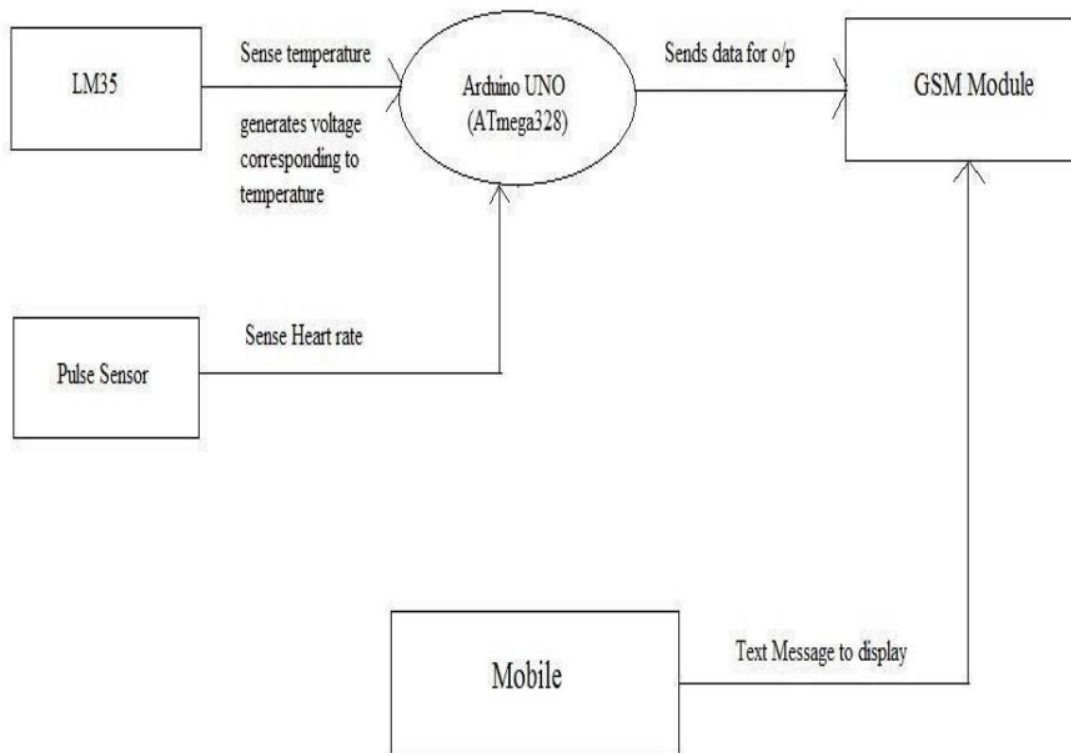 LM35
Sense temperature
generates voltage
corresponding to
temperature
Arduino UNO
(ATmega328)
Sends data for o/p
GSM Module
Pulse Sensor
Sense Heart rate
Mobile
Text Message to display